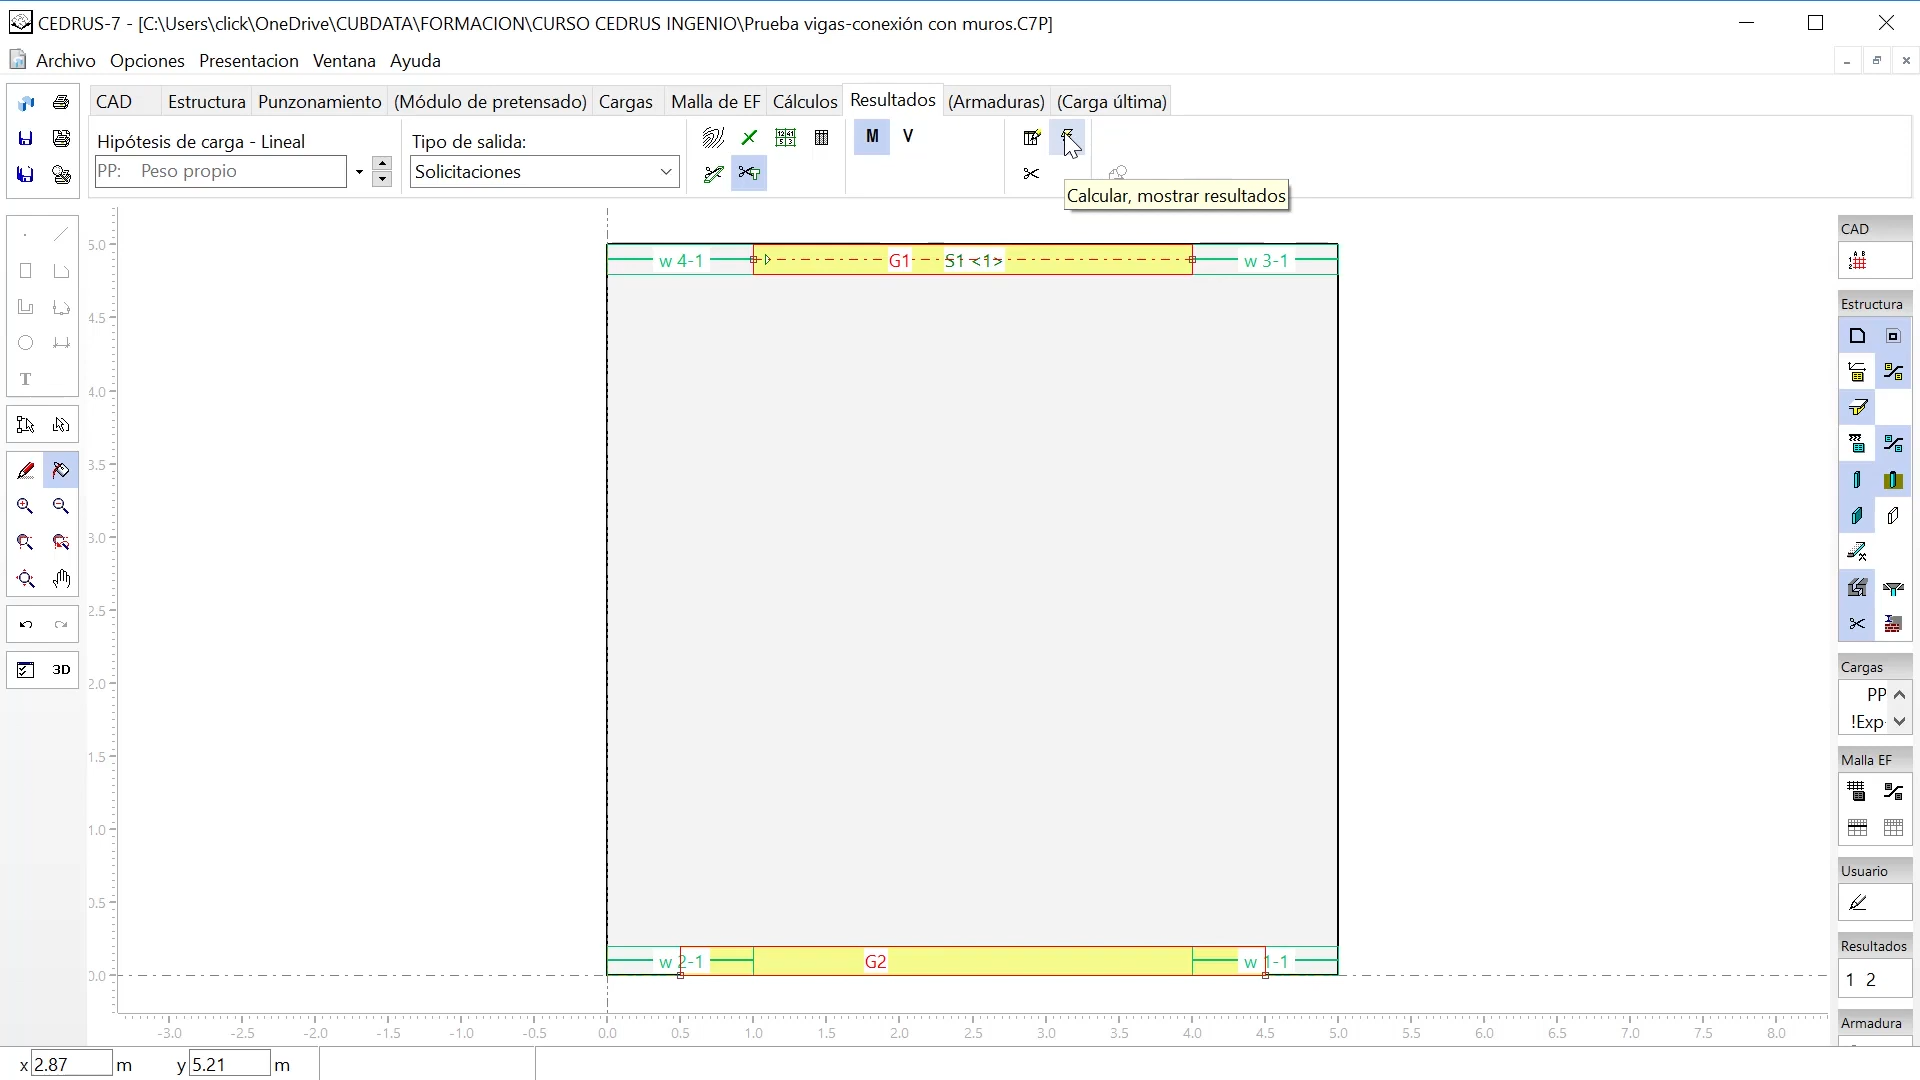 CEDRUS-7 - [C:\Users\click\OneDrive\CUBDATA\FORMACION\CURSO CEDRUS INGENIO\Prueba vigas-conexión con muros.C7P]
Archivo Opciones Presentacion Ventana Ayuda
CAD Estructura Punzonamiento (Módulo de pretensado) Cargas Malla de EF Cálculos Resultados (Armaduras) (Carga última)
Hipótesis de carga - Lineal Tipo de salida: M V
PP: Peso propio Solicitaciones
Calcular, mostrar resultados
CAD
5.0 w 4-1 G1 S1 <1> w 3-1
Estructura
4.5
T
4.0
3.5
3.0
2.5
3D
2.0
Cargas
PP
!Exp
1.5
Malla EF
1.0
Usuario
0.5
Resultados
w 2-1 G2 w 1-1
0.0
1 2
Armadura
-3.0 -2.5 -2.0 -1.5 -1.0 -0.5 0.0 0.5 1.0 1.5 2.0 2.5 3.0 3.5 4.0 4.5 5.0 5.5 6.0 6.5 7.0 7.5 8.0
x 2.87 m y 5.21 m